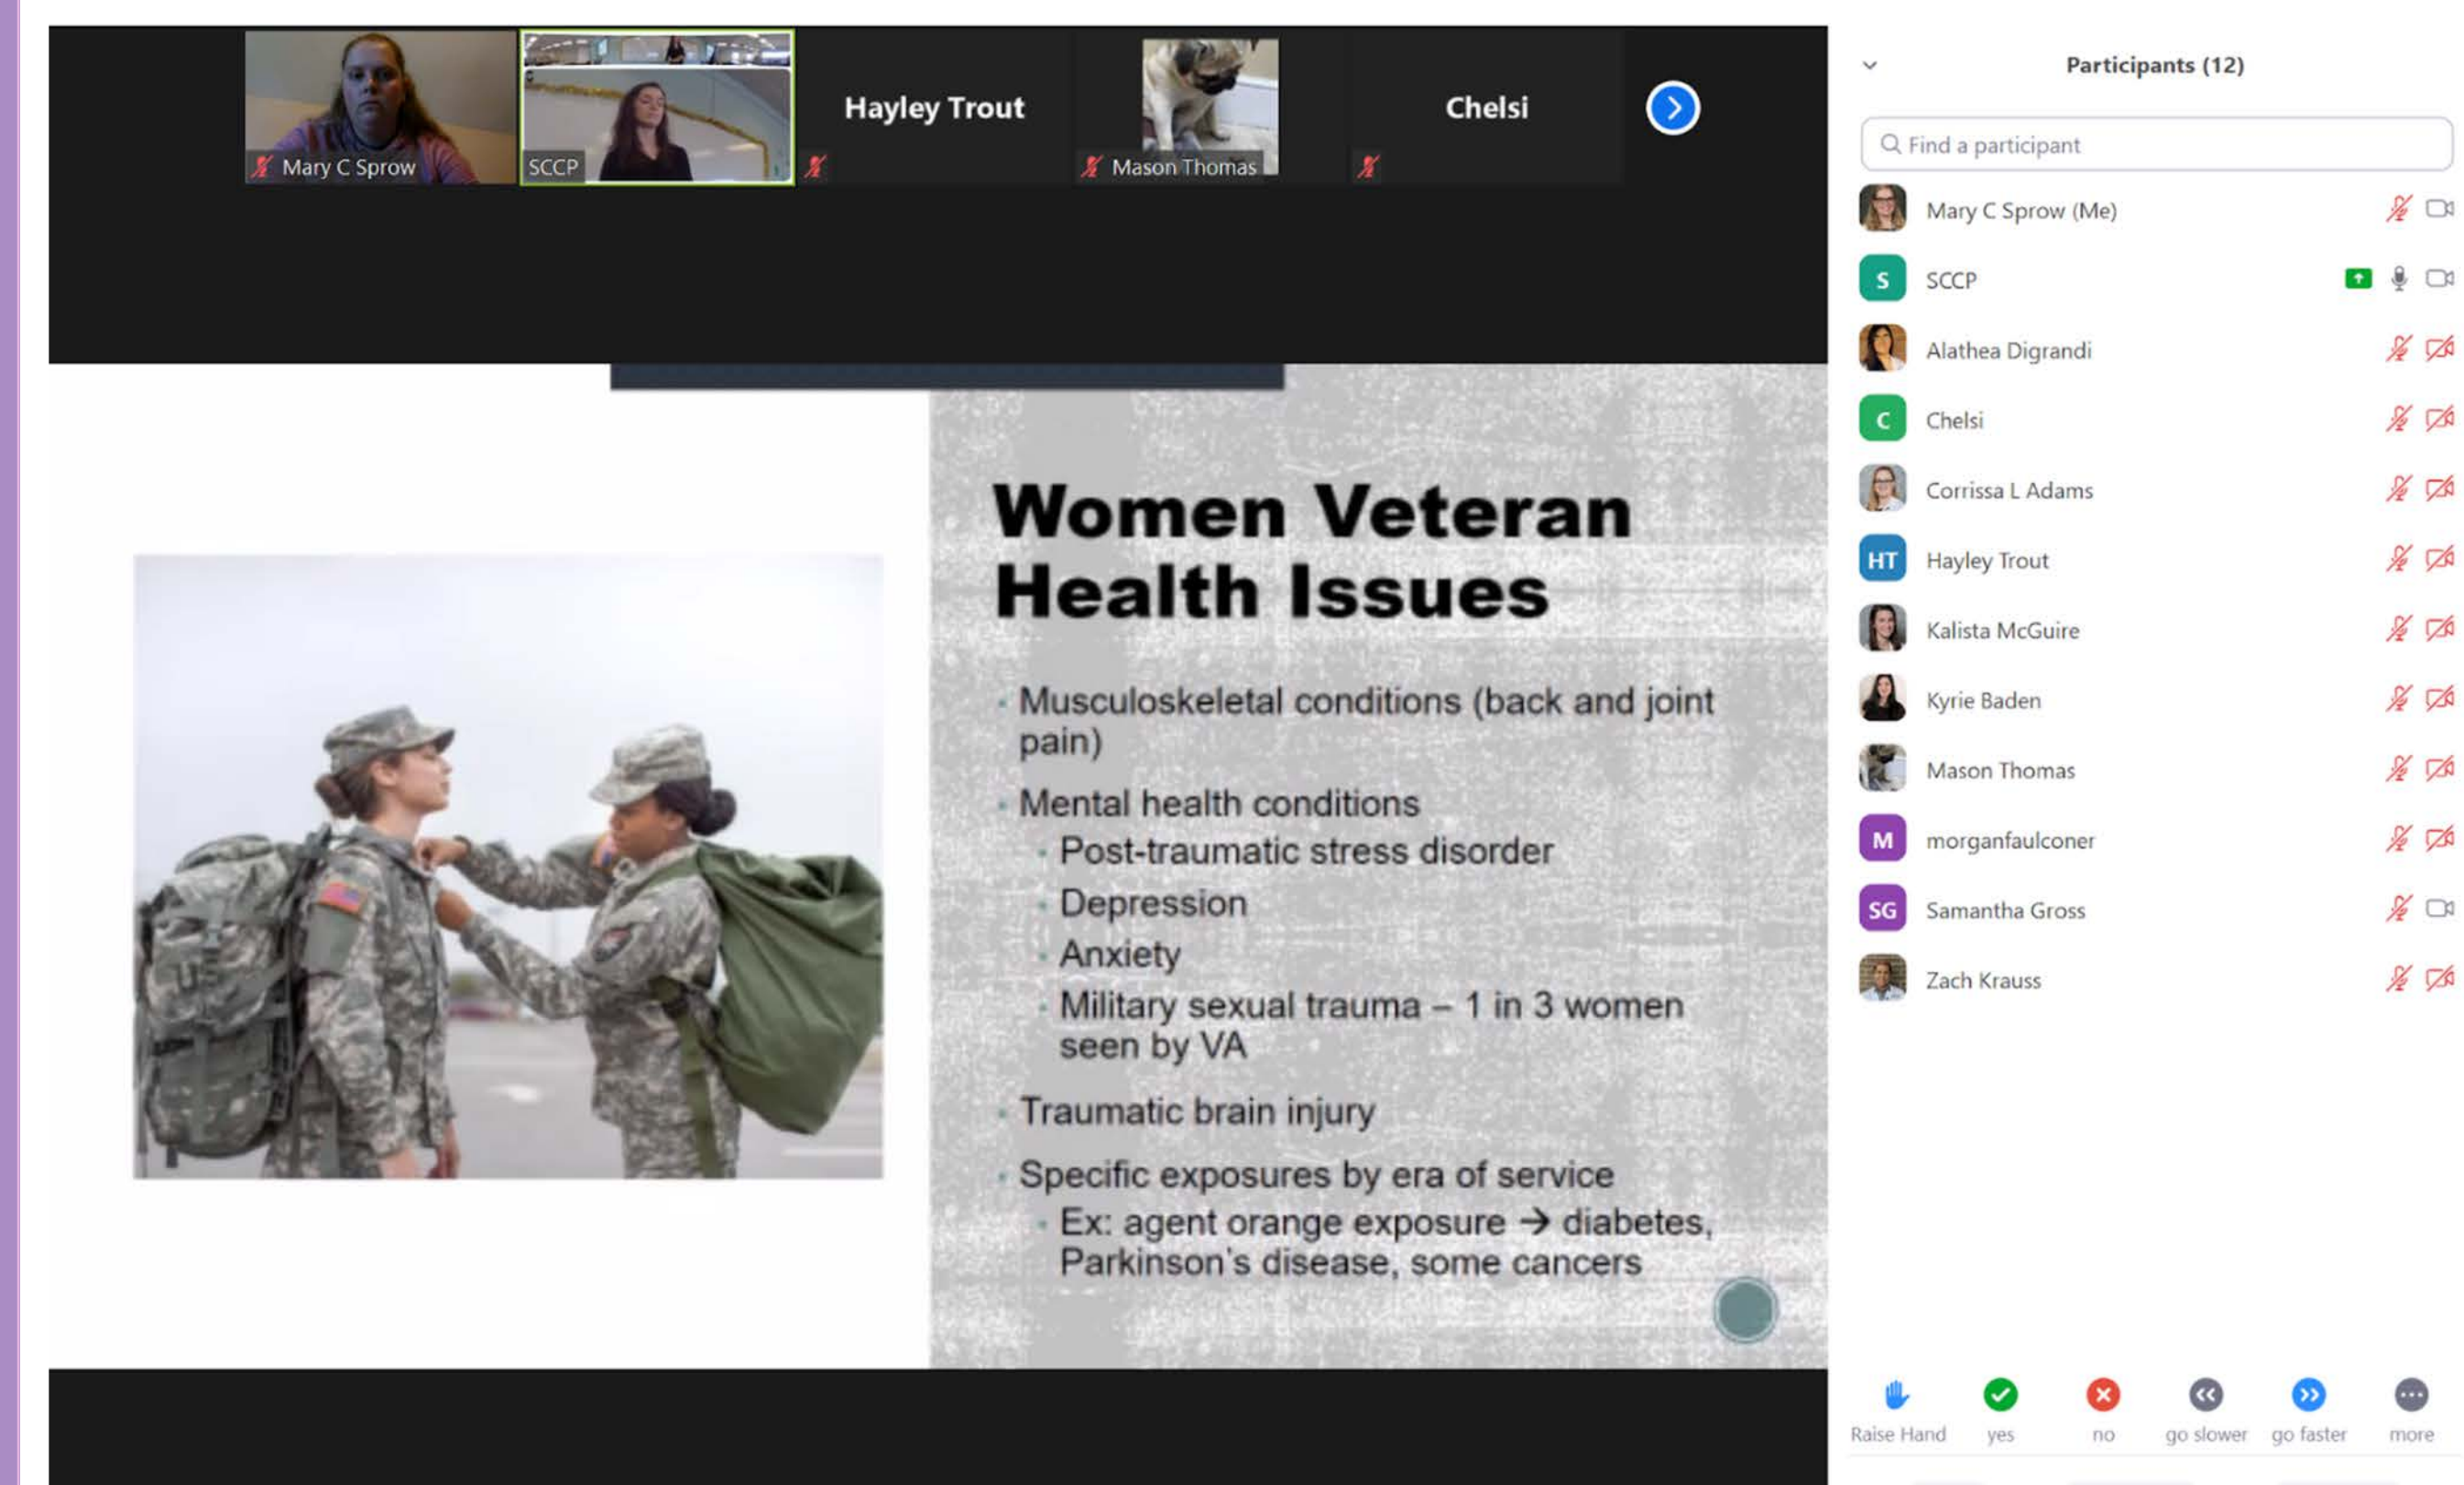 Mary C Sprow
SCCP
Hayley Trout
Mason Thomas
Chelsi
Women Veteran
Health Issues
Musculoskeletal conditions (back and joint
pain)
Mental health conditions
Post-traumatic stress disorder
Depression
Anxiety
Military sexual trauma – 1 in 3 women
seen by VA
Traumatic brain injury
Specific exposures by era of service
Ex: agent orange exposure → diabetes,
Parkinson's disease, some cancers
Participants (12)
Find a participant
Mary C Sprow (Me)
S SCCP
Alathea Digrandi
C Chelsi
Corrissa L Adams
HT Hayley Trout
Kalista McGuire
Kyrie Baden
Mason Thomas
M morganfaulconer
SG Samantha Gross
Zach Krauss
Raise Hand yes no go slower go faster more